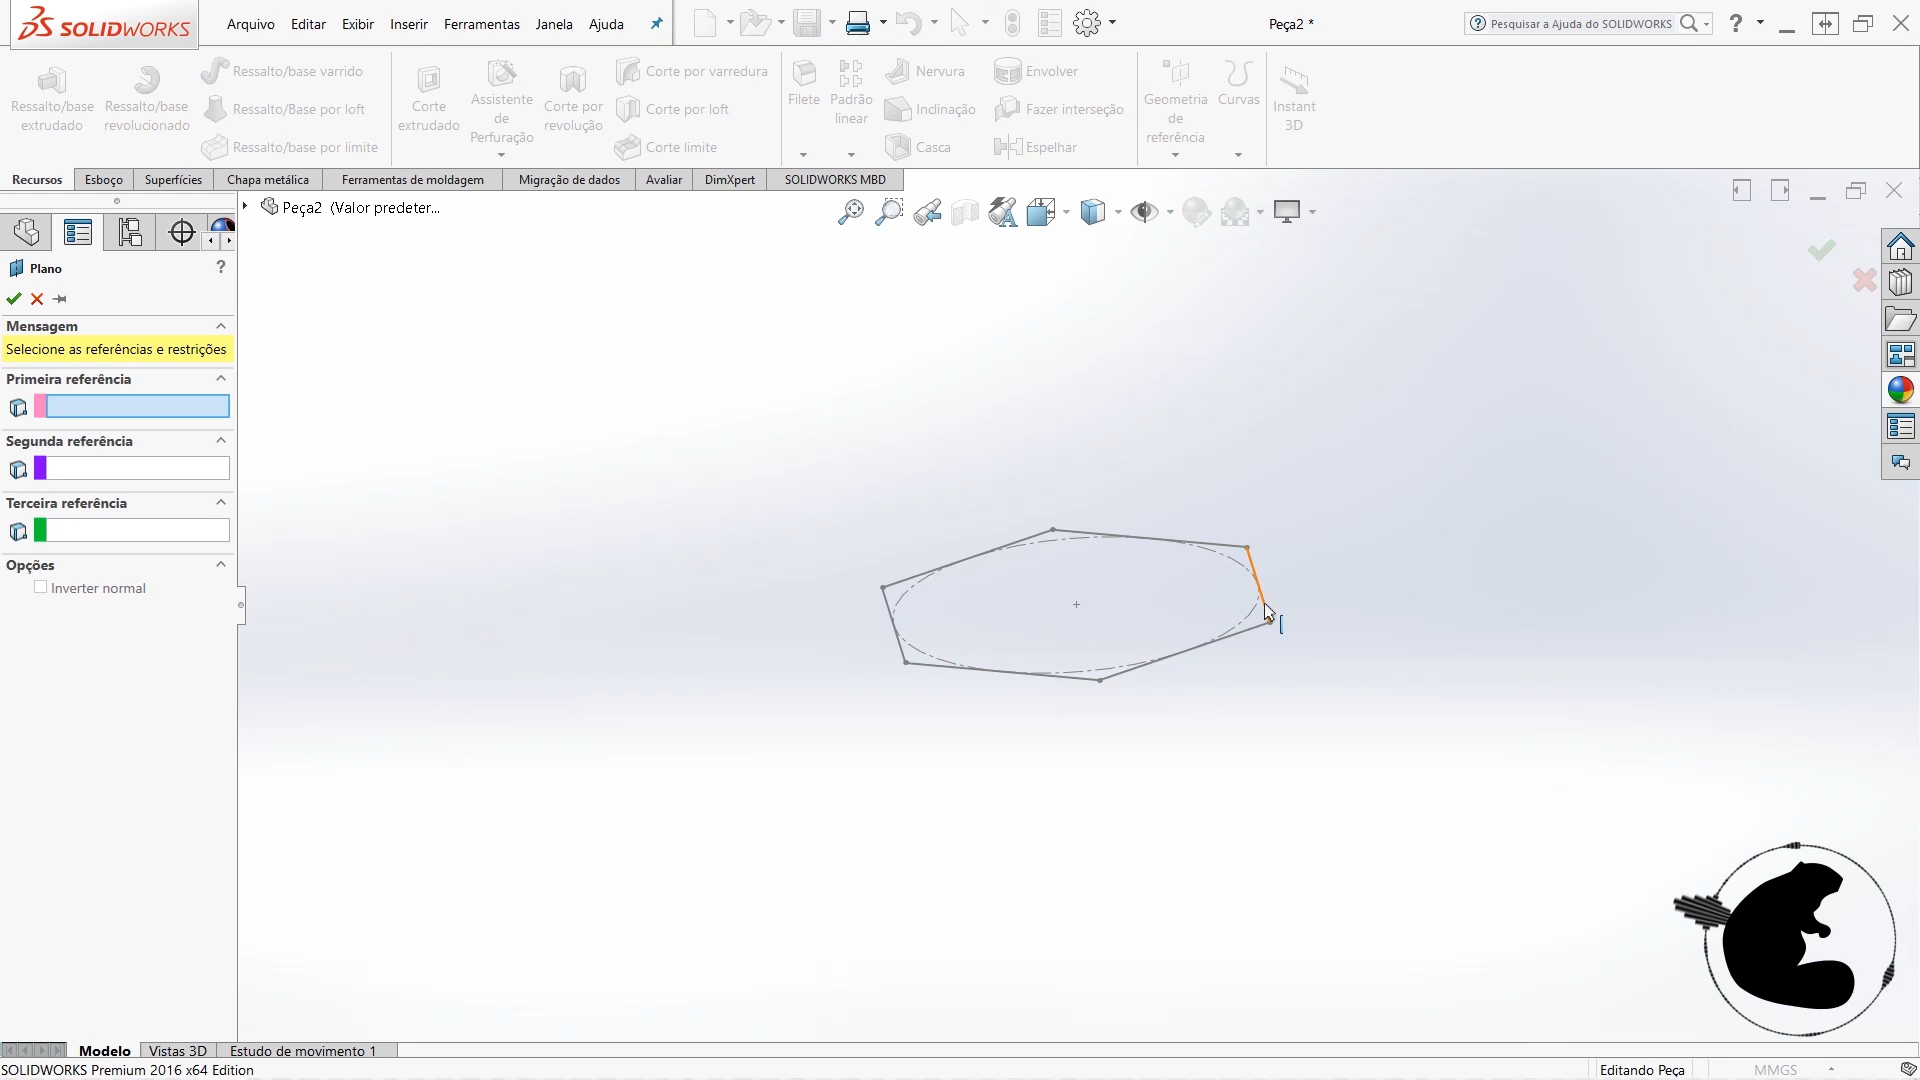 SOLIDWORKS
Arquivo Editar Exibir Inserir Ferramentas Janela Ajuda
Peça2 *
Pesquisar a Ajuda do SOLIDWORKS
Ressalto/base extrudado
Ressalto/base revolucionado
Ressalto/base varrido
Ressalto/Base por loft
Ressalto/base por limite
Corte extrudado
Assistente de Perfuração
Corte por revolução
Corte por varredura
Corte por loft
Corte limite
Filete
Padrão linear
Nervura
Inclinação
Casca
Envolver
Fazer interseção
Espelhar
Geometria de referência
Curvas
Instant 3D
Recursos Esboço Superfícies Chapa metálica Ferramentas de moldagem Migração de dados Avaliar DimXpert SOLIDWORKS MBD
Peça2 (Valor predeter...
Plano ?
Mensagem
Selecione as referências e restrições
Primeira referência
Segunda referência
Terceira referência
Opções
Inverter normal
Modelo Vistas 3D Estudo de movimento 1
SOLIDWORKS Premium 2016 x64 Edition
Editando Peça MMGS